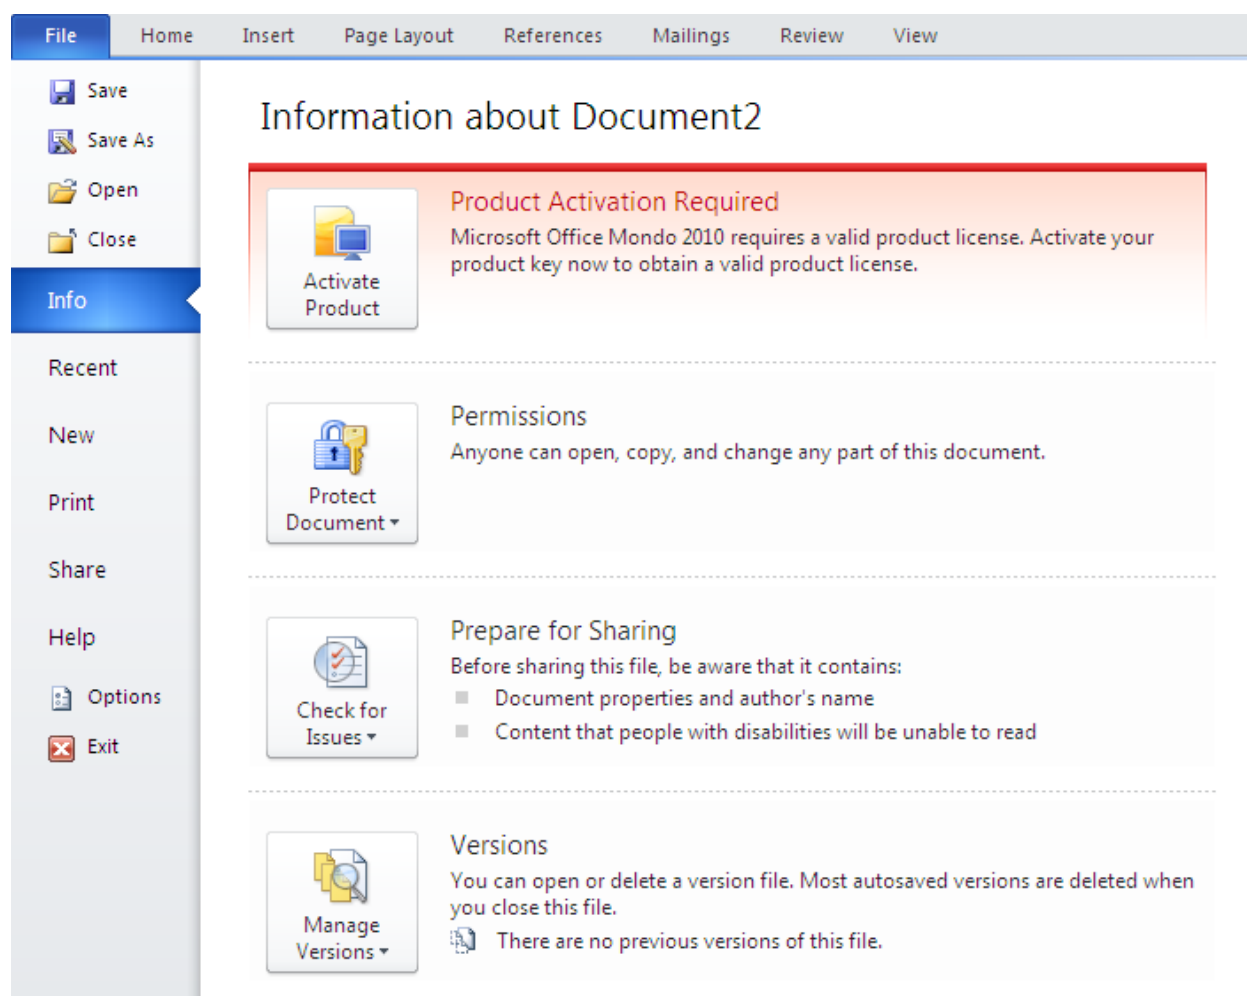 File Home Insert Page Layout References Mailings Review View
Save
Save As
Open
Close
Info
Recent
New
Print
Share
Help
Options
Exit
Information about Document2
Activate
Product
Product Activation Required
Microsoft Office Mondo 2010 requires a valid product license. Activate your
product key now to obtain a valid product license.
Protect
Document
Permissions
Anyone can open, copy, and change any part of this document.
Check for
Issues
Prepare for Sharing
Before sharing this file, be aware that it contains:
Document properties and author's name
Content that people with disabilities will be unable to read
Manage
Versions
Versions
You can open or delete a version file. Most autosaved versions are deleted when
you close this file.
There are no previous versions of this file.